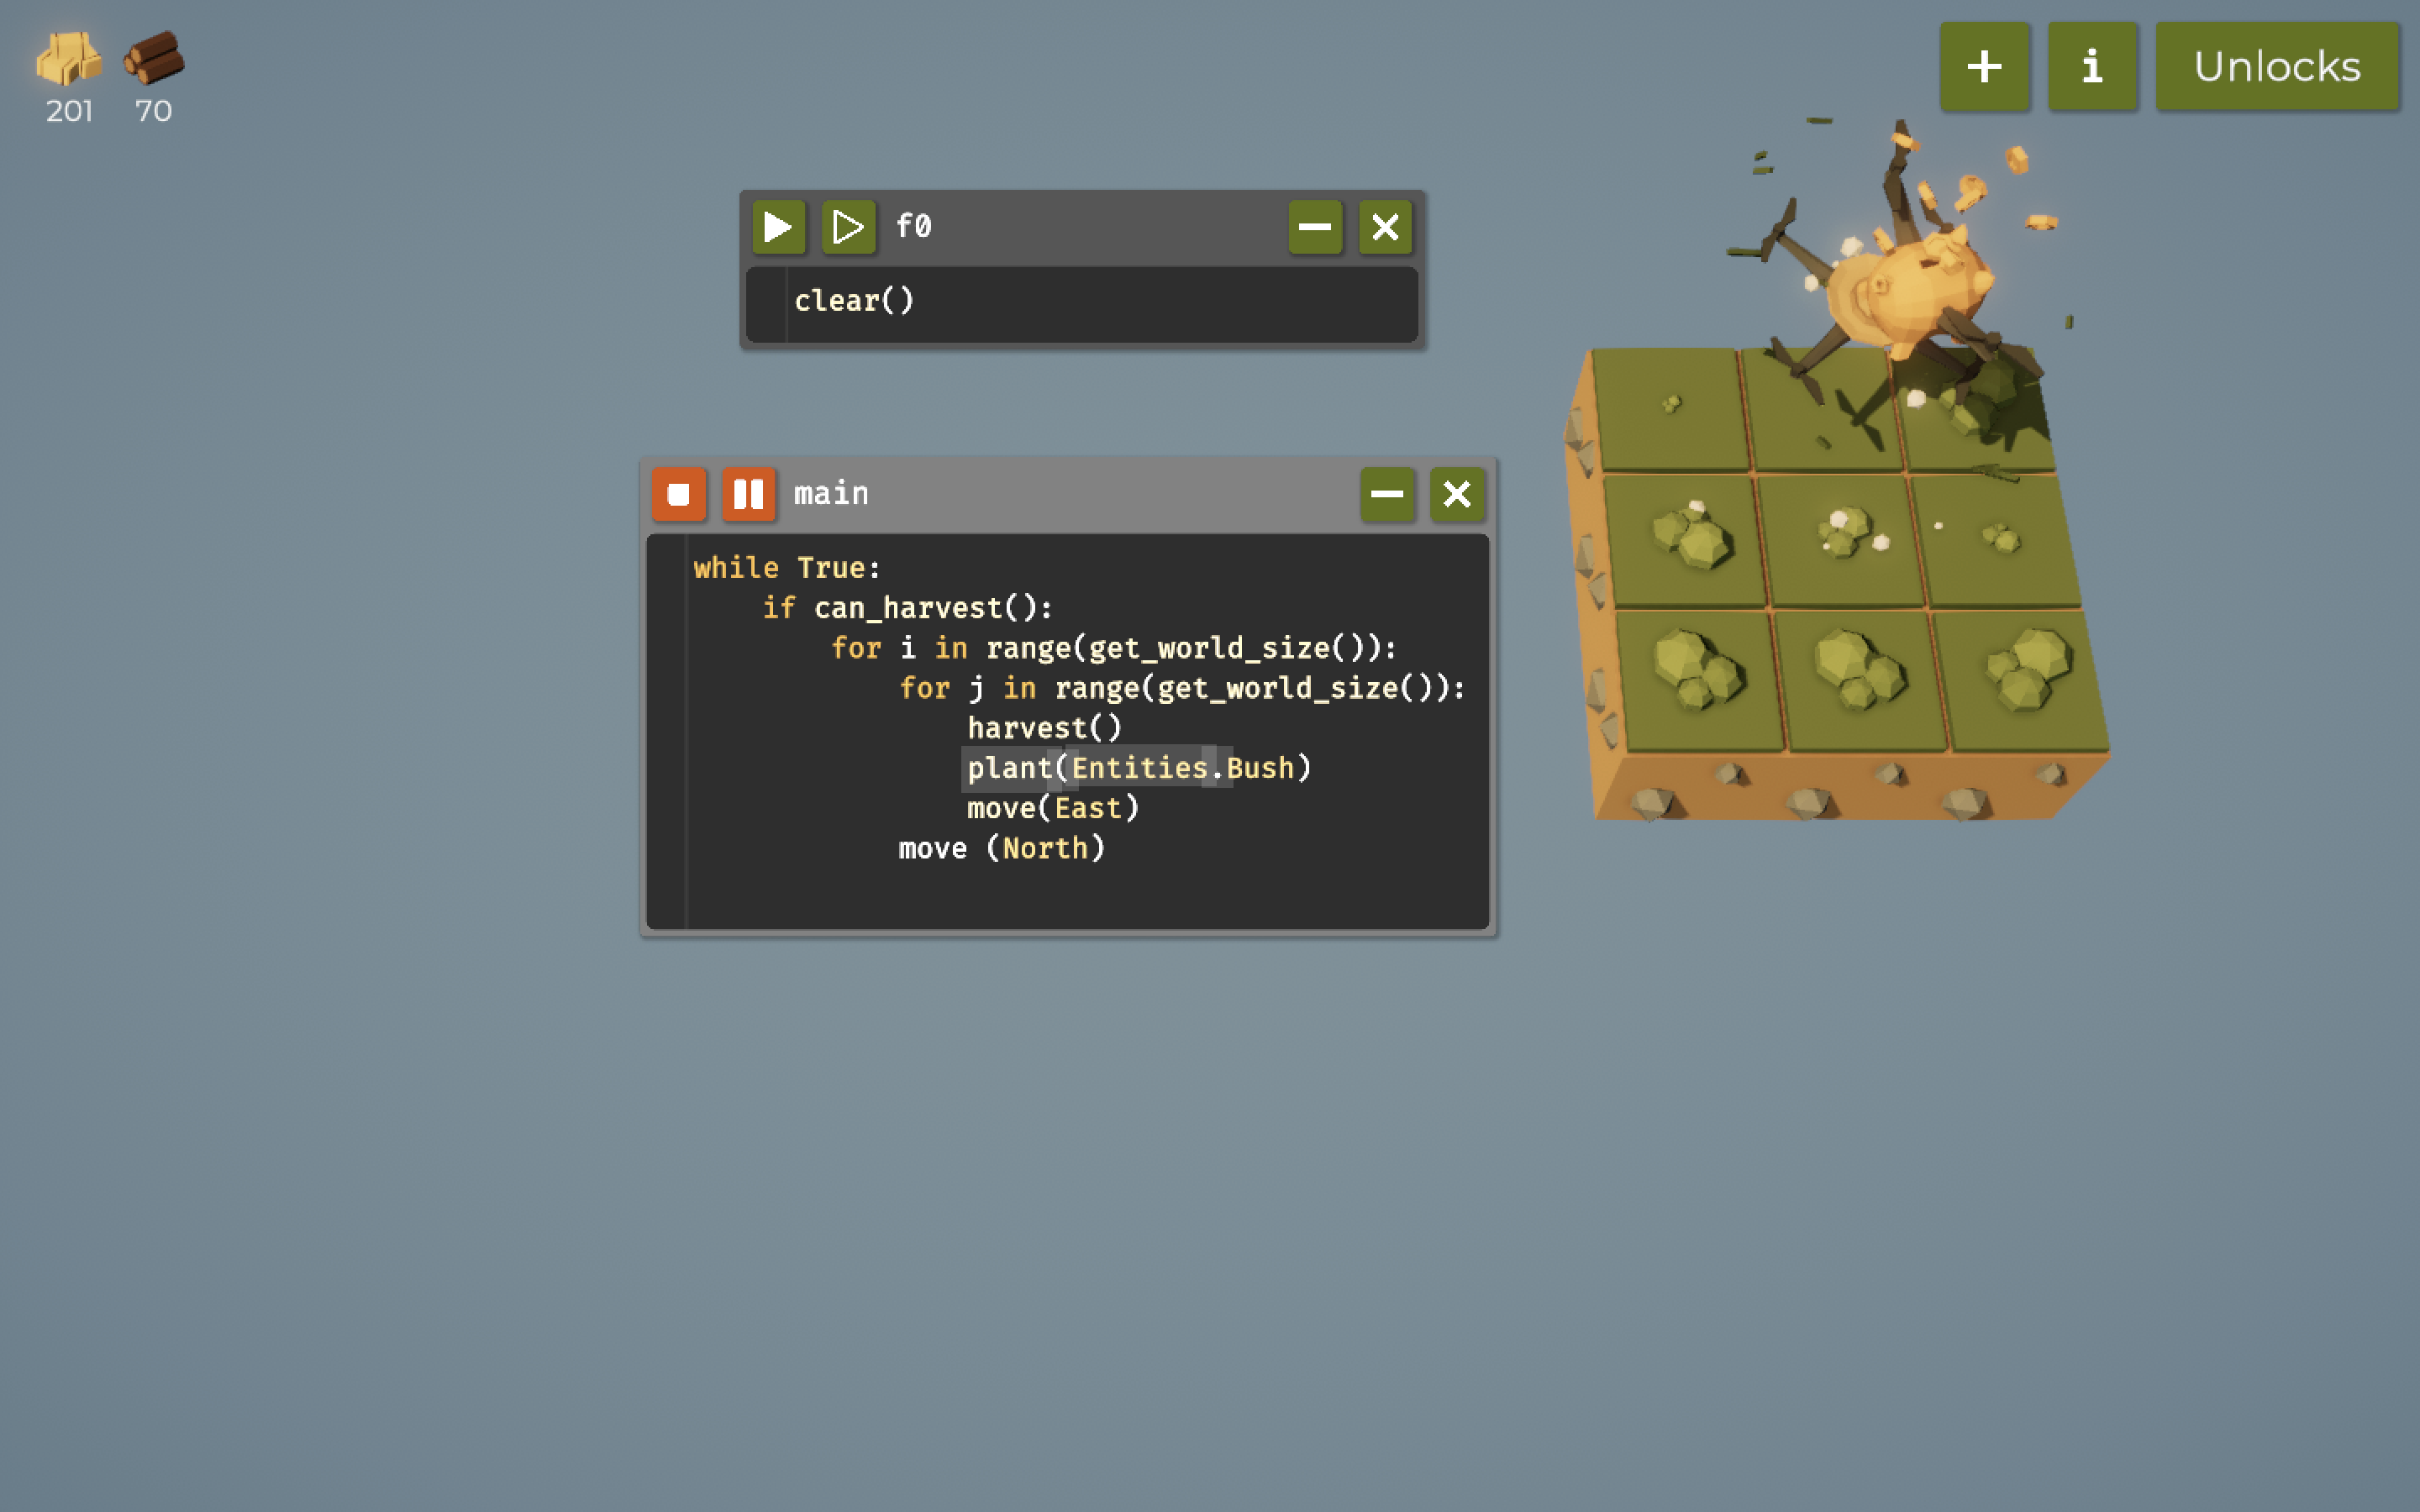 201 70
+ i Unlocks
f0
clear()
main
while True:
    if can_harvest():
        for i in range(get_world_size()):
            for j in range(get_world_size()):
                harvest()
                plant(Entities.Bush)
                move(East)
            move (North)